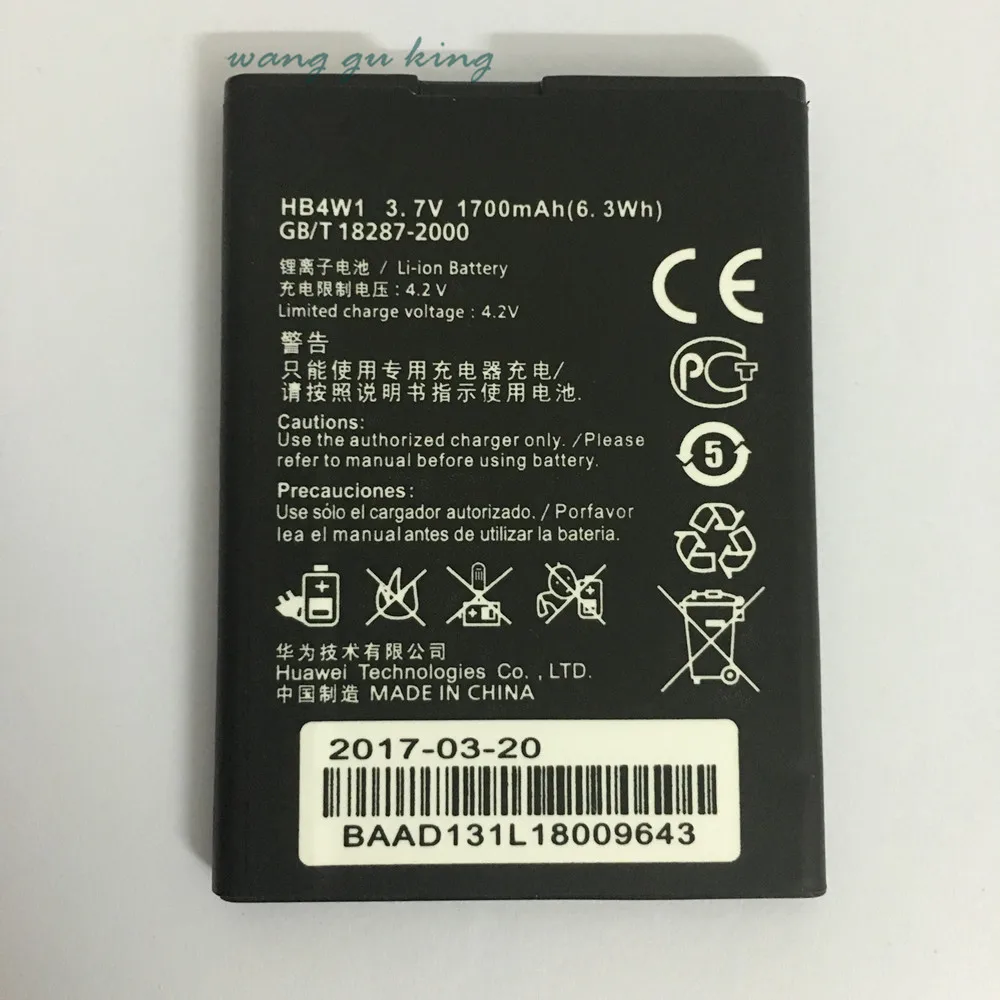 wang gu king
HB4W1 3.7V 1700mAh(6.3Wh)
GB/T 18287-2000
锂离子电池 / Li-ion Battery
充电限制电压：4.2V
Limited charge voltage : 4.2V
警告
只能使用专用充电器充电/
请按照说明书指示使用电池.
Cautions:
Use the authorized charger only. /Please
refer to manual before using battery.
Precauciones:
Use sólo el cargador autorizado. /Porfavor
lea el manualantes de utilizar la bateria.
华为技术有限公司
Huawei Technologies Co. , LTD.
中国制造 MADE IN CHINA
CE
PCT
5
2017-03-20
BAAD131L18009643